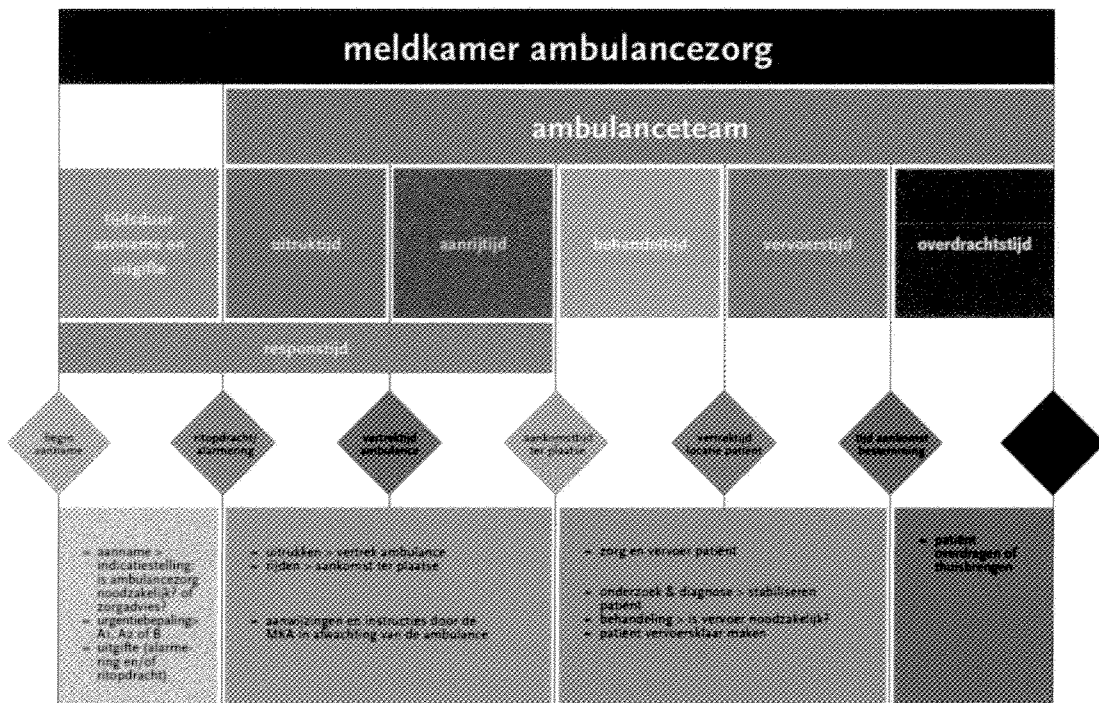 meldkamer ambulancezorg
ambulanceteam
tijdsduur
aanname en
uitgifte
uitruktijd
aanrijtijd
behandeltijd
vervoerstijd
overdrachtstijd
responstijd
begin
aanname
ritopdracht/
alarmering
vertrektijd
ambulance
aankomsttijd
ter plaatse
vertrektijd
locatie patiënt
tijd aankomst
bestemming
» aanname >
indicatiestelling:
is ambulancezorg
noodzakelijk? of
zorgadvies?
» urgentiebepaling>
A1, A2 of B
» uitgifte (alarme-
ring en/of
ritopdracht)
» uitrukken > vertrek ambulance
» rijden > aankomst ter plaatse
» aanwijzingen en instructies door de
MKA in afwachting van de ambulance
» zorg en vervoer patiënt
» onderzoek & diagnose > stabiliseren
patiënt
» behandeling > is vervoer noodzakelijk?
» patiënt vervoersklaar maken
» patiënt
overdragen of
thuisbrengen